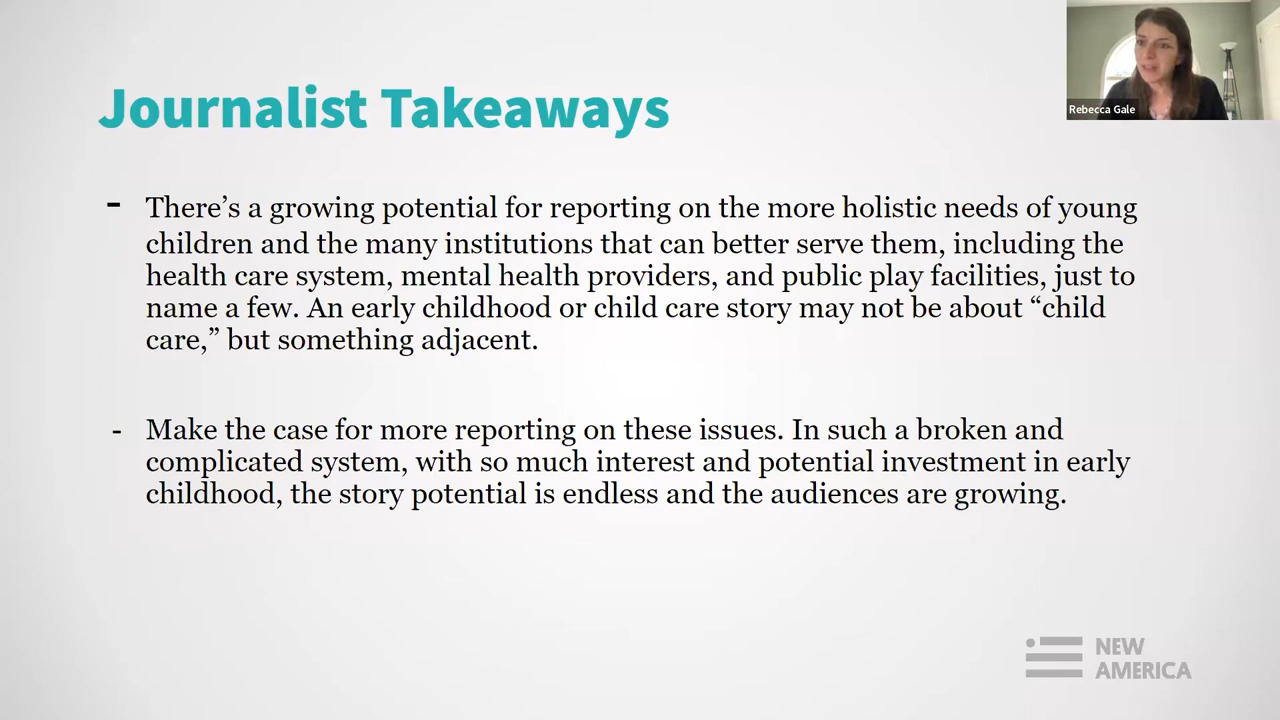 Rebecca Gale
Journalist Takeaways
- There’s a growing potential for reporting on the more holistic needs of young
children and the many institutions that can better serve them, including the
health care system, mental health providers, and public play facilities, just to
name a few. An early childhood or child care story may not be about “child
care,” but something adjacent.
- Make the case for more reporting on these issues. In such a broken and
complicated system, with so much interest and potential investment in early
childhood, the story potential is endless and the audiences are growing.
NEW
AMERICA